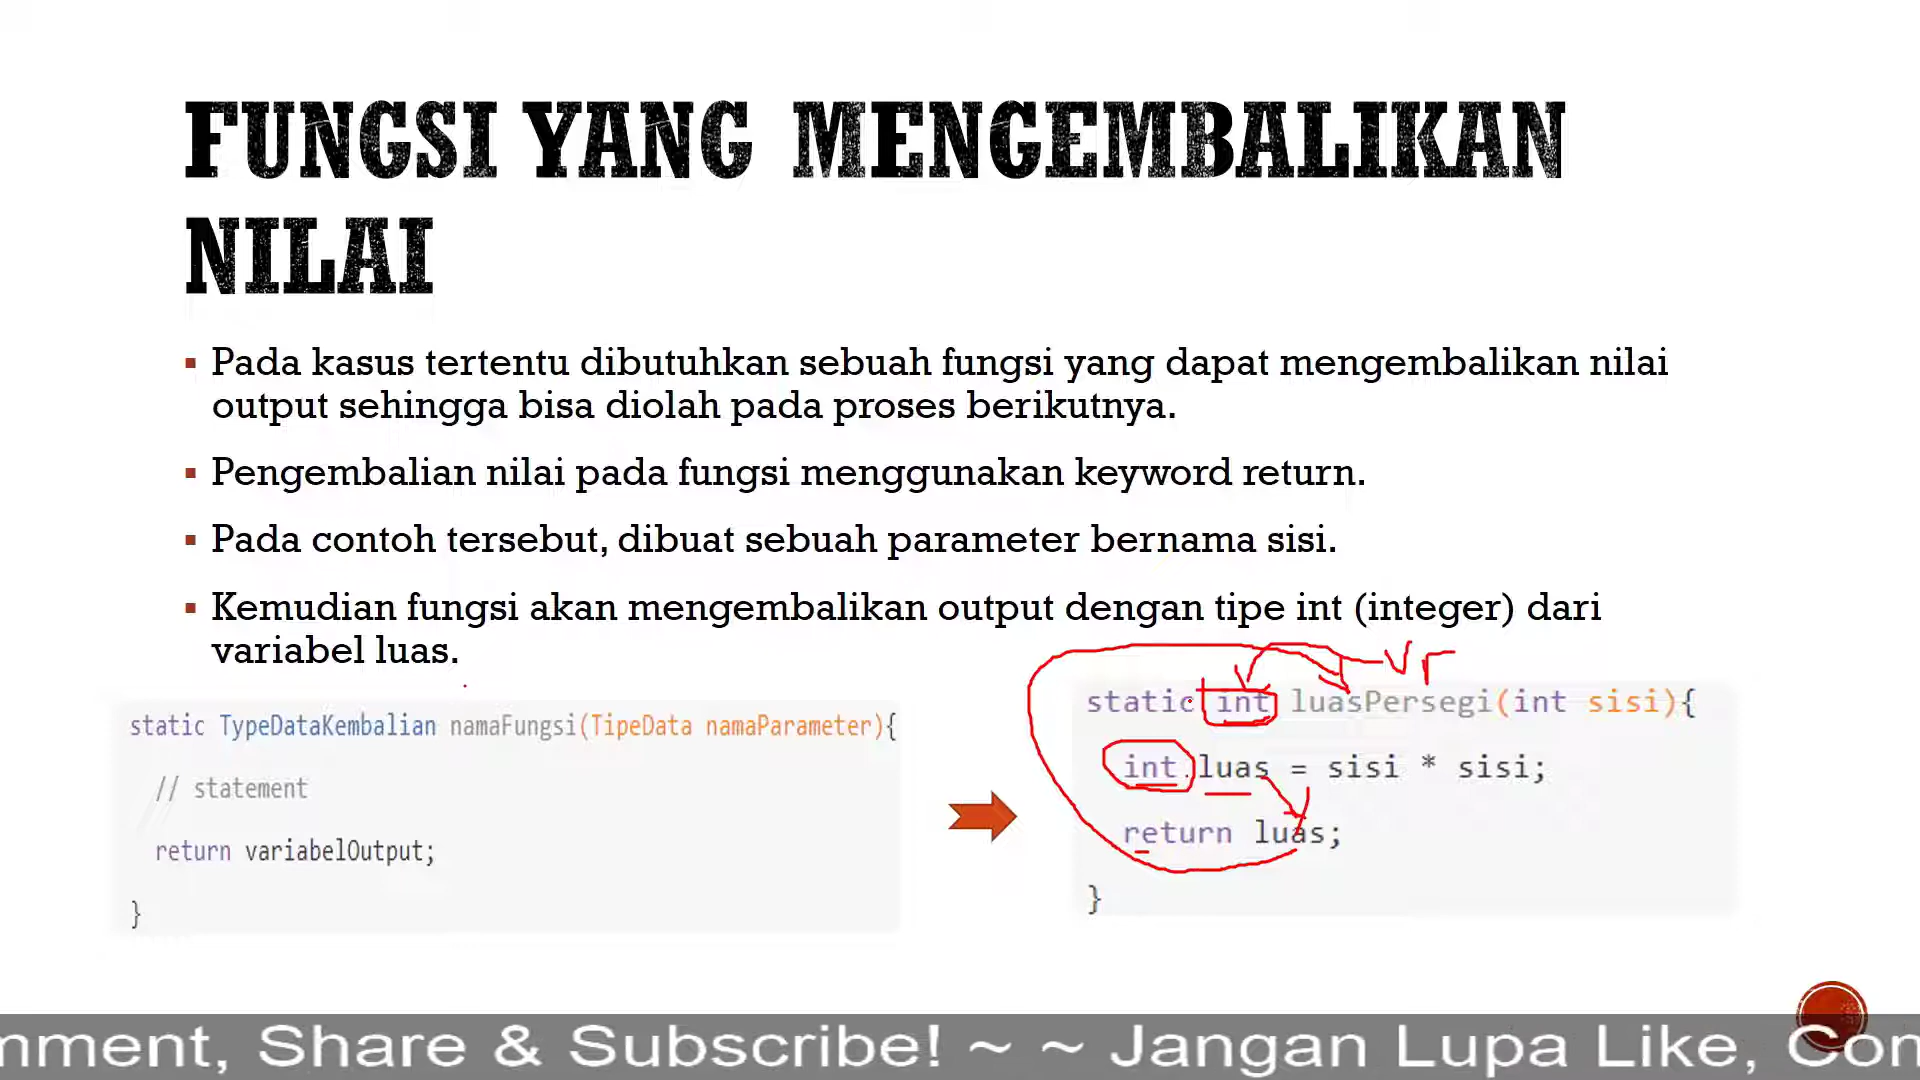 FUNGSI YANG MENGEMBALIKAN
NILAI
▪ Pada kasus tertentu dibutuhkan sebuah fungsi yang dapat mengembalikan nilai
output sehingga bisa diolah pada proses berikutnya.
▪ Pengembalian nilai pada fungsi menggunakan keyword return.
▪ Pada contoh tersebut, dibuat sebuah parameter bernama sisi.
▪ Kemudian fungsi akan mengembalikan output dengan tipe int (integer) dari
variabel luas.
static TypeDataKembalian namaFungsi(TipeData namaParameter){
// statement
return variabelOutput;
}
Vr
static int luasPersegi(int sisi){
int luas = sisi * sisi;
return luas;
}
mment, Share & Subscribe! ~ ~ Jangan Lupa Like, Con